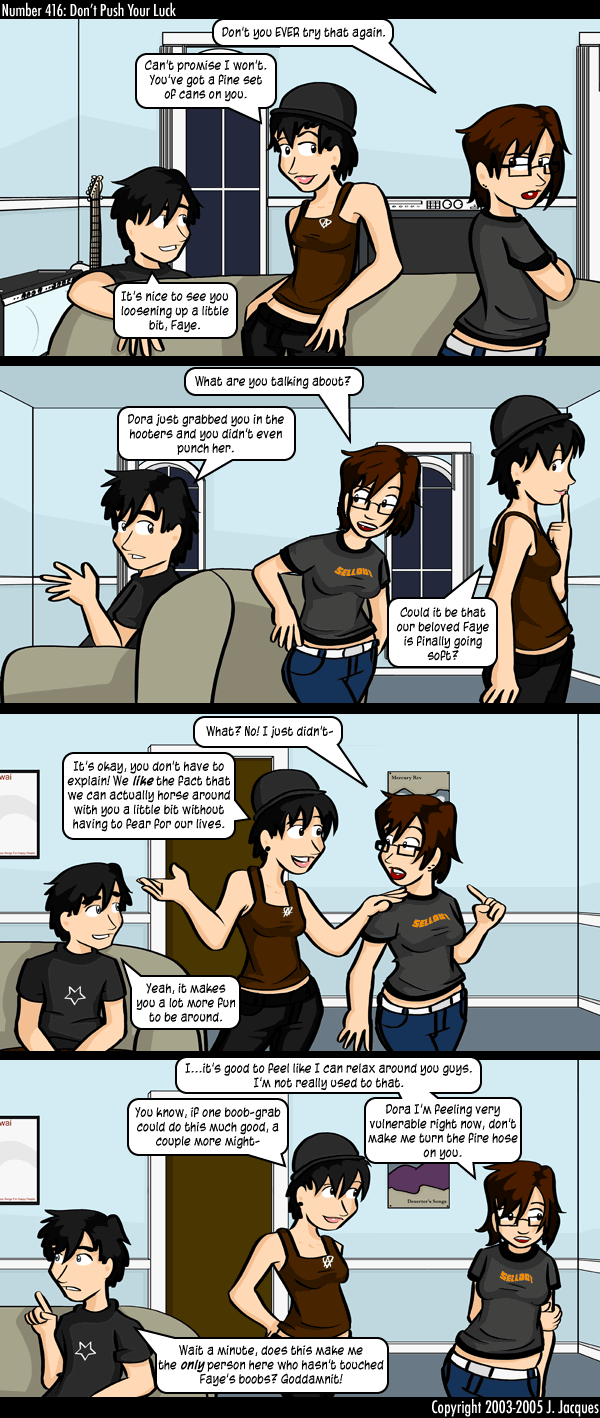 Number 416: Don't Push Your Luck
Don't you EVER try that again.
Can't promise I won't.
You've got a fine set
of cans on you.
It's nice to see you
loosening up a little
bit, Faye.
What are you talking about?
Dora just grabbed you in the
hooters and you didn't even
punch her.
SELLOUT
Could it be that
our beloved Faye
is finally going
soft?
What? No! I just didn't-
It's okay, you don't have to
explain! We like the fact that
we can actually horse around
with you a little bit without
having to fear for our lives.
wai
Mercury Rev
SELLOUT
Yeah, it makes
you a lot more fun
to be around.
I...it's good to feel like I can relax around you guys.
I'm not really used to that.
You know, if one boob-grab
could do this much good, a
couple more might-
Dora I'm feeling very
vulnerable right now, don't
make me turn the fire hose
on you.
wai
Deserter's Songs
SELLOUT
Wait a minute, does this make me
the only person here who hasn't touched
Faye's boobs? Goddamnit!
Copyright 2003-2005 J. Jacques